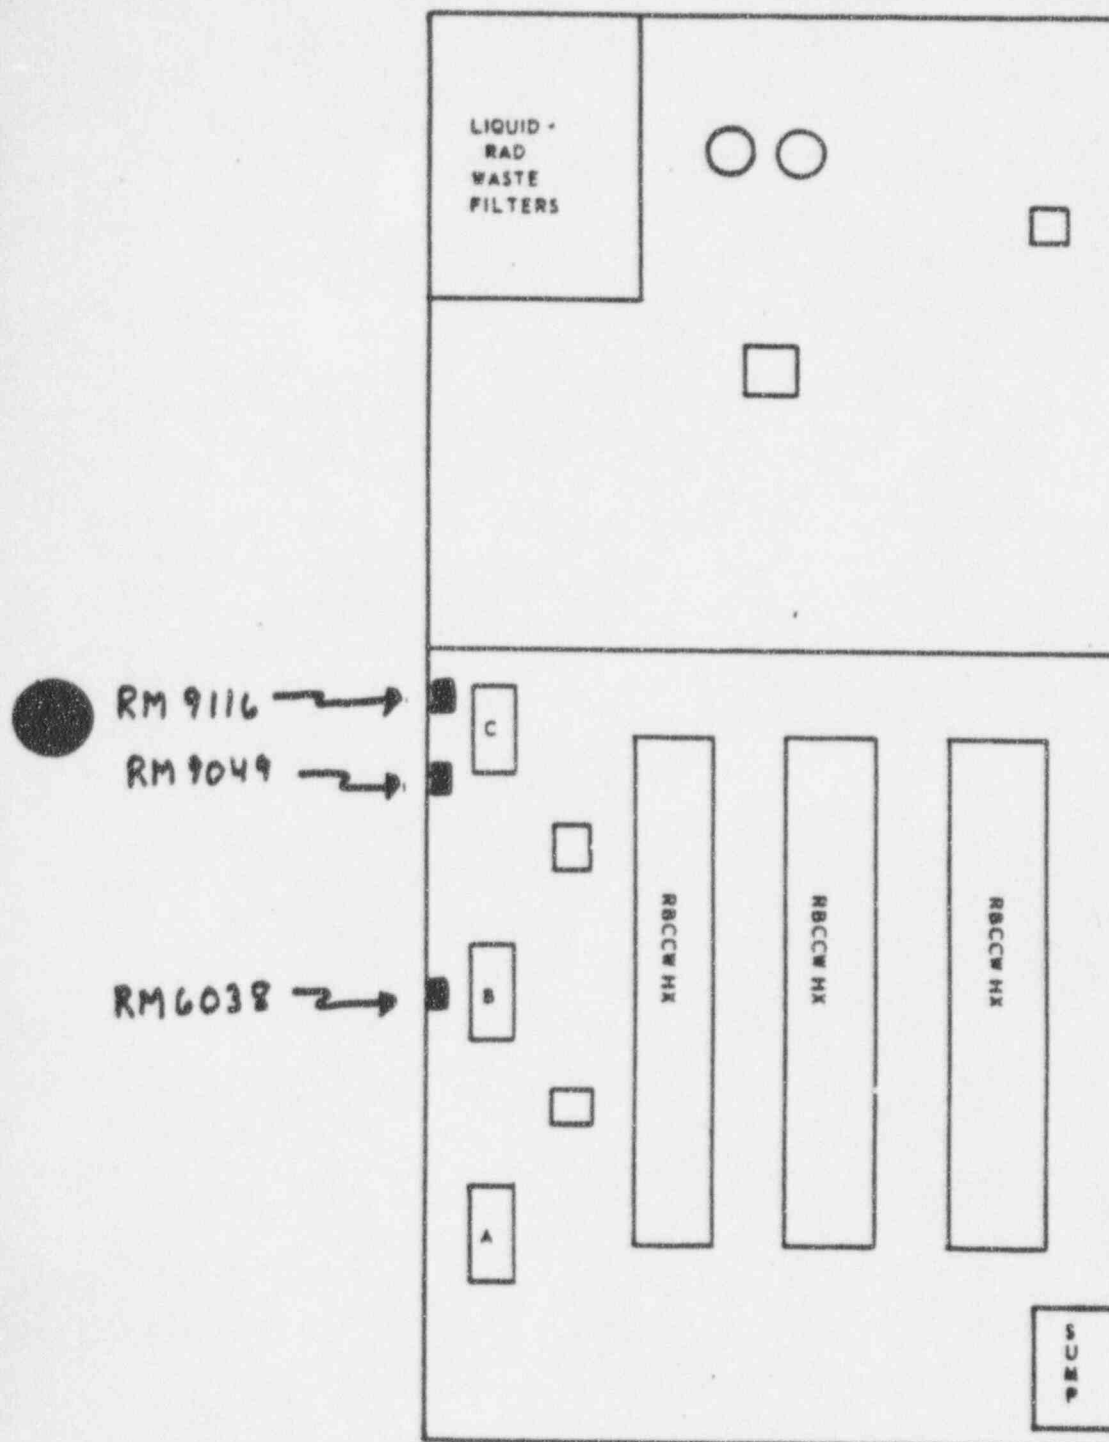 LIQUID -
RAD
WASTE
FILTERS
RM 9116
C
RM 9049
RBCCW HX
RBCCW HX
RBCCW HX
RM 6038
B
A
SUMP